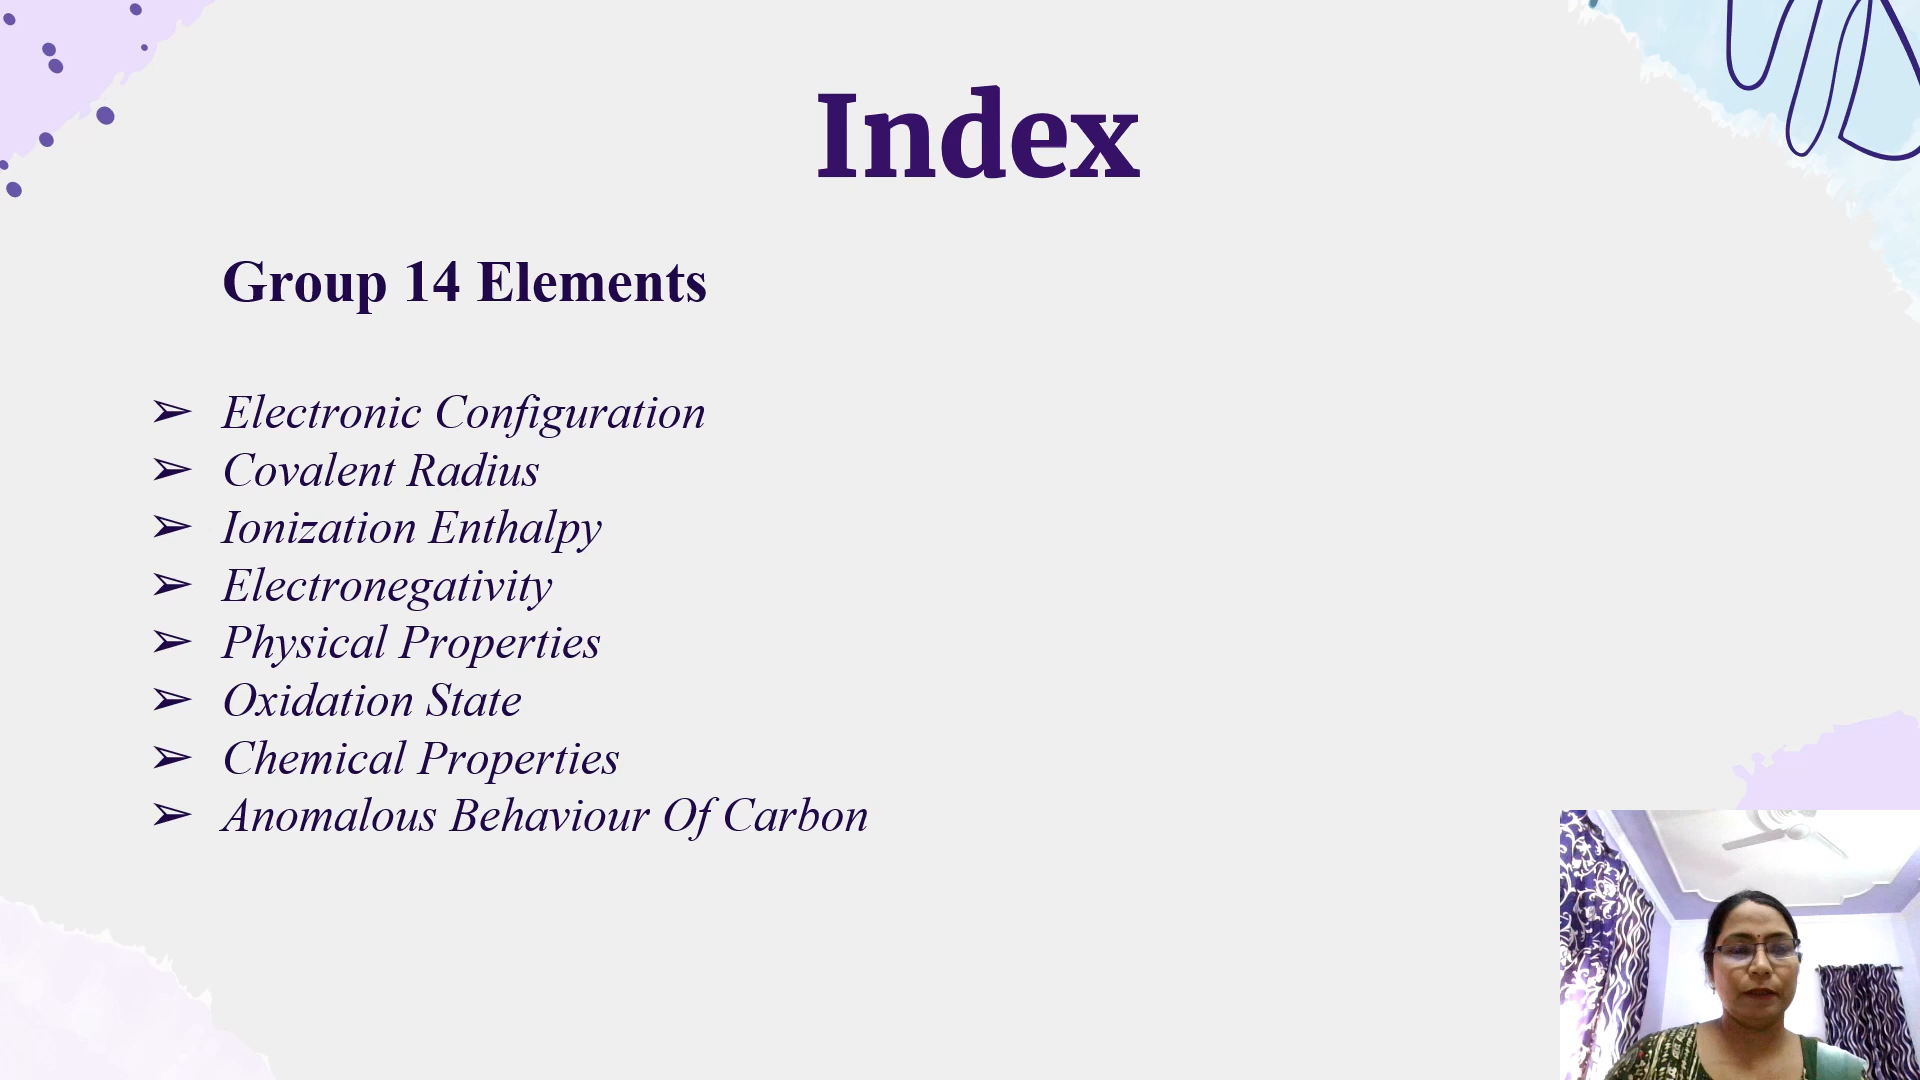 Index
Group 14 Elements
➢ Electronic Configuration
➢ Covalent Radius
➢ Ionization Enthalpy
➢ Electronegativity
➢ Physical Properties
➢ Oxidation State
➢ Chemical Properties
➢ Anomalous Behaviour Of Carbon